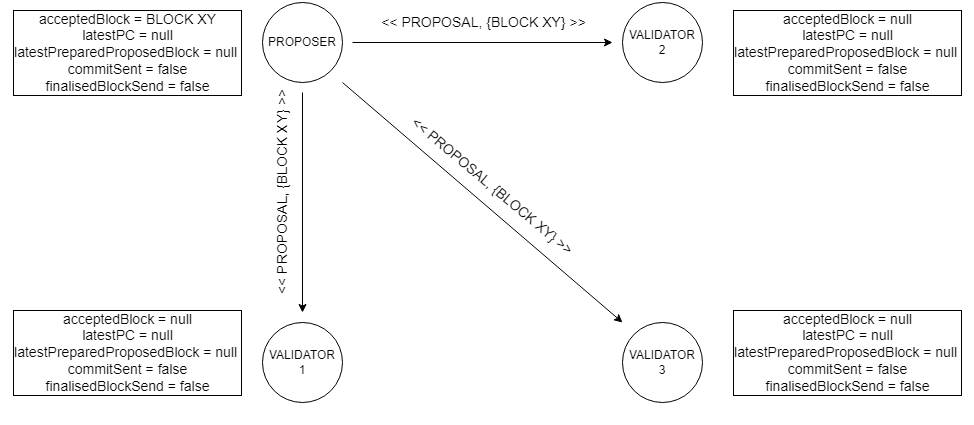 acceptedBlock = BLOCK XY
latestPC = null
latestPreparedProposedBlock = null
commitSent = false
finalisedBlockSend = false
PROPOSER
<< PROPOSAL, {BLOCK XY} >>
VALIDATOR
2
acceptedBlock = null
latestPC = null
latestPreparedProposedBlock = null
commitSent = false
finalisedBlockSend = false
<< PROPOSAL, {BLOCK XY} >>
<< PROPOSAL, {BLOCK XY} >>
acceptedBlock = null
latestPC = null
latestPreparedProposedBlock = null
commitSent = false
finalisedBlockSend = false
VALIDATOR
1
VALIDATOR
3
acceptedBlock = null
latestPC = null
latestPreparedProposedBlock = null
commitSent = false
finalisedBlockSend = false